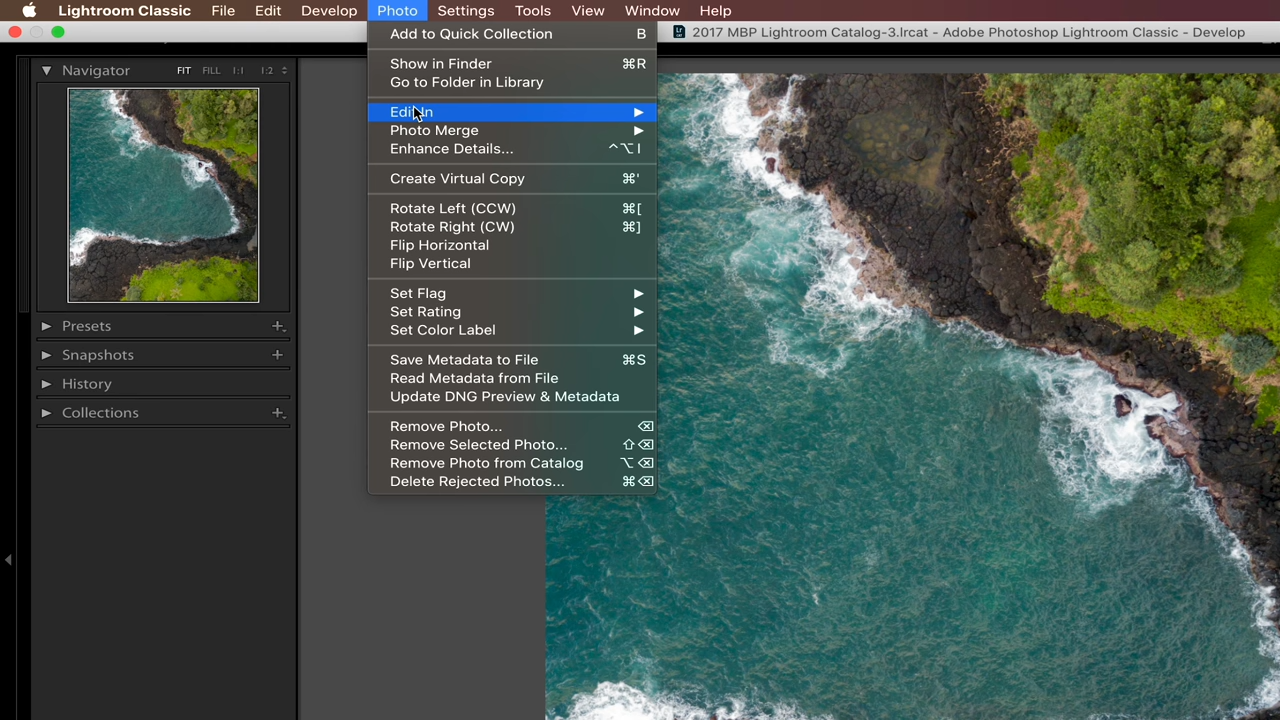 Lightroom Classic File Edit Develop Photo Settings Tools View Window Help
2017 MBP Lightroom Catalog-3.lrcat - Adobe Photoshop Lightroom Classic - Develop
Navigator FIT FILL 1:1 1:2
Presets
Snapshots
History
Collections
Add to Quick Collection B
Show in Finder ⌘R
Go to Folder in Library
Edit In
Photo Merge
Enhance Details... ^⌥I
Create Virtual Copy ⌘'
Rotate Left (CCW) ⌘[
Rotate Right (CW) ⌘]
Flip Horizontal
Flip Vertical
Set Flag
Set Rating
Set Color Label
Save Metadata to File ⌘S
Read Metadata from File
Update DNG Preview & Metadata
Remove Photo... ⌫
Remove Selected Photo... ⇧⌫
Remove Photo from Catalog ⌥⌫
Delete Rejected Photos... ⌘⌫